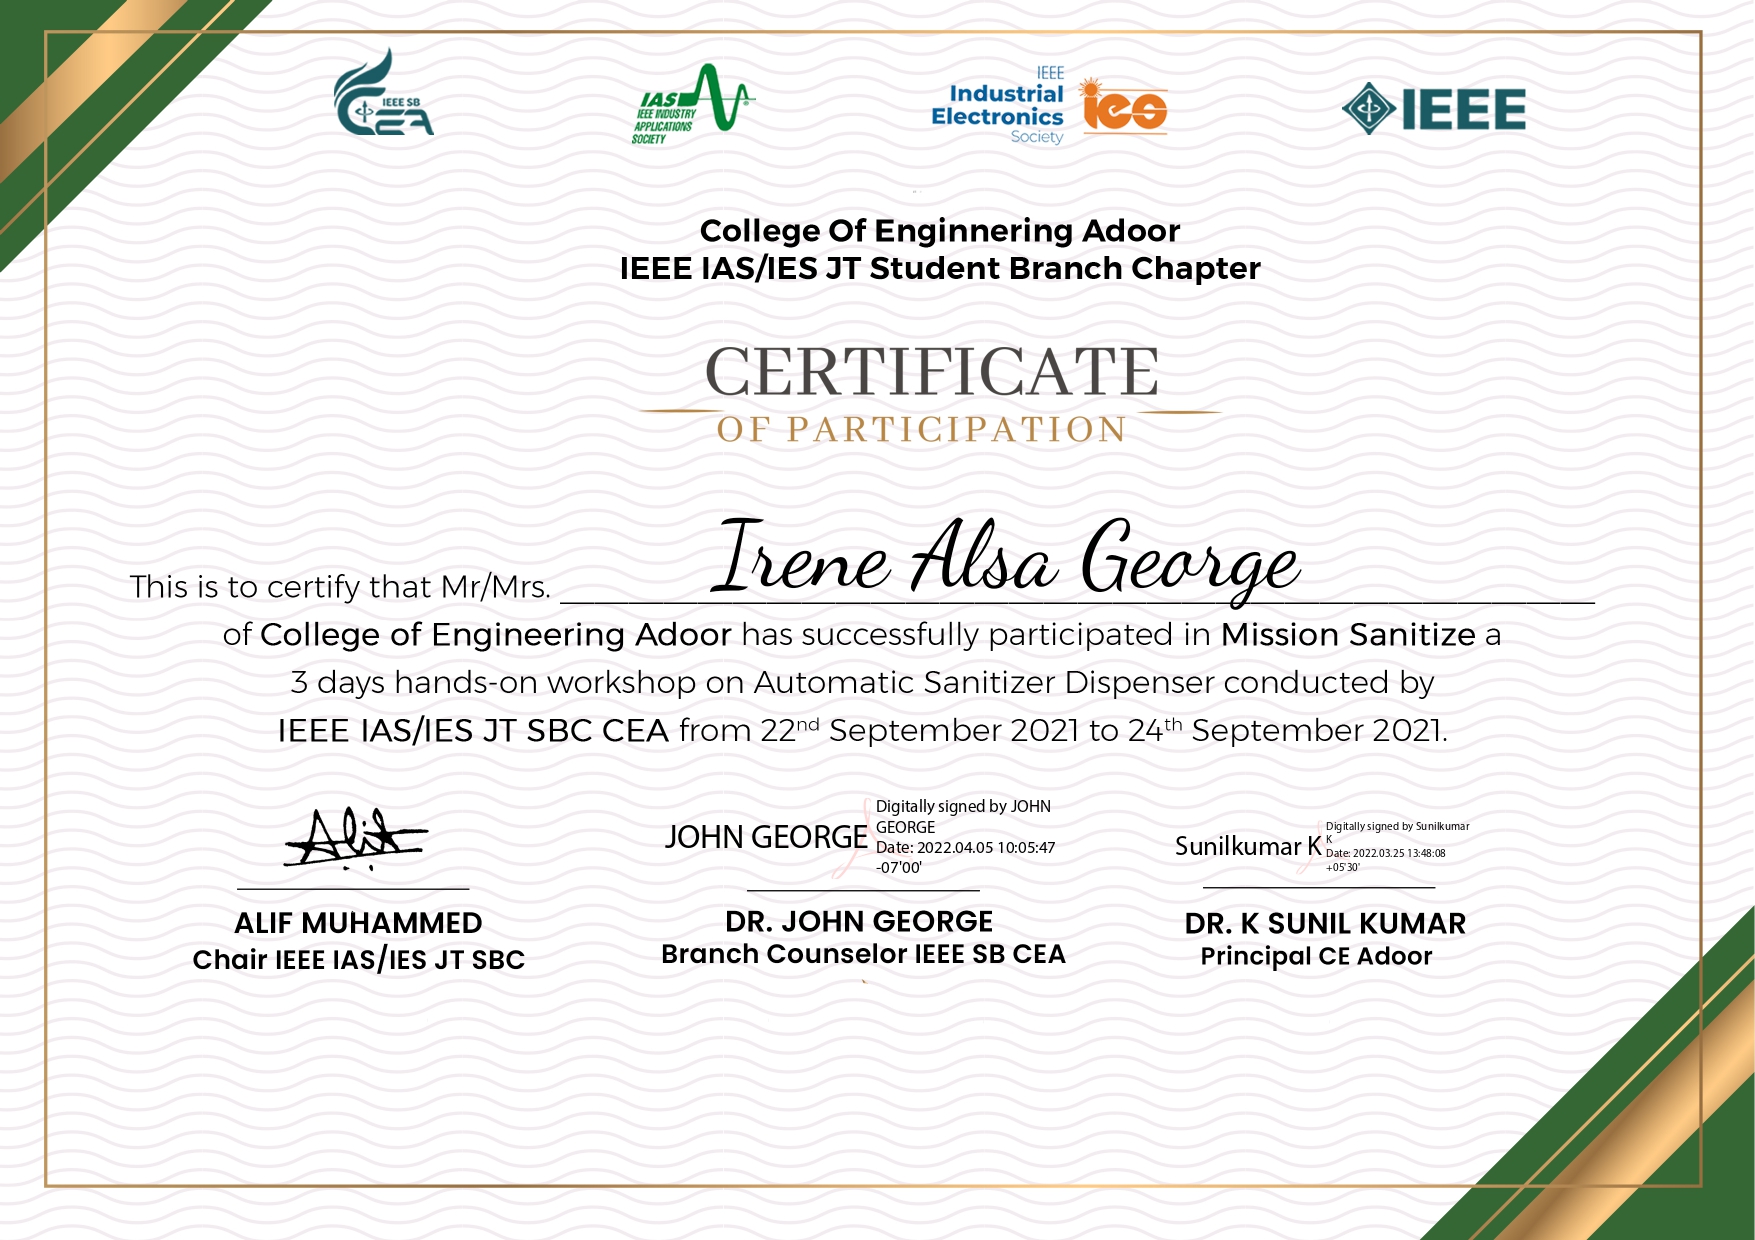 IEEE SB
CEA
IAS
IEEE INDUSTRY
APPLICATIONS
SOCIETY
IEEE
Industrial
Electronics
Society
ies
IEEE
College Of Enginnering Adoor
IEEE IAS/IES JT Student Branch Chapter
CERTIFICATE
OF PARTICIPATION
This is to certify that Mr/Mrs. Irene Alsa George
of College of Engineering Adoor has successfully participated in Mission Sanitize a
3 days hands-on workshop on Automatic Sanitizer Dispenser conducted by
IEEE IAS/IES JT SBC CEA from 22nd September 2021 to 24th September 2021.
Alif
JOHN GEORGE
Digitally signed by JOHN
GEORGE
Date: 2022.04.05 10:05:47
-07'00'
Sunilkumar K
Digitally signed by Sunilkumar
K
Date: 2022.03.25 13:48:08
+05'30'
ALIF MUHAMMED
Chair IEEE IAS/IES JT SBC
DR. JOHN GEORGE
Branch Counselor IEEE SB CEA
DR. K SUNIL KUMAR
Principal CE Adoor